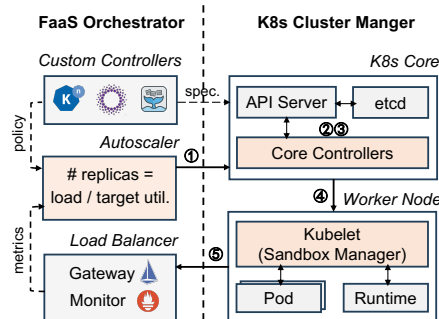 FaaS Orchestrator
K8s Cluster Manger
Custom Controllers
K8s Core
K n
spec.
API Server
etcd
policy
②③
Autoscaler
①
Core Controllers
# replicas =
load / target util.
④
Worker Node
metrics
Load Balancer
Kubelet
(Sandbox Manager)
⑤
Gateway
Monitor
Pod
Runtime